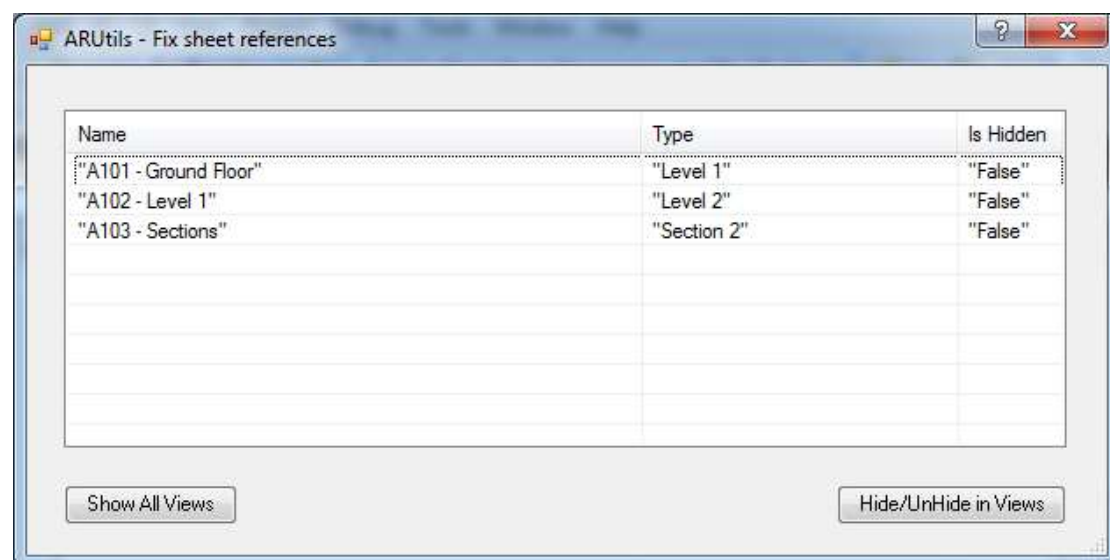 ARUtils - Fix sheet references
Name Type Is Hidden
"A101 - Ground Floor" "Level 1" "False"
"A102 - Level 1" "Level 2" "False"
"A103 - Sections" "Section 2" "False"
Show All Views Hide/UnHide in Views